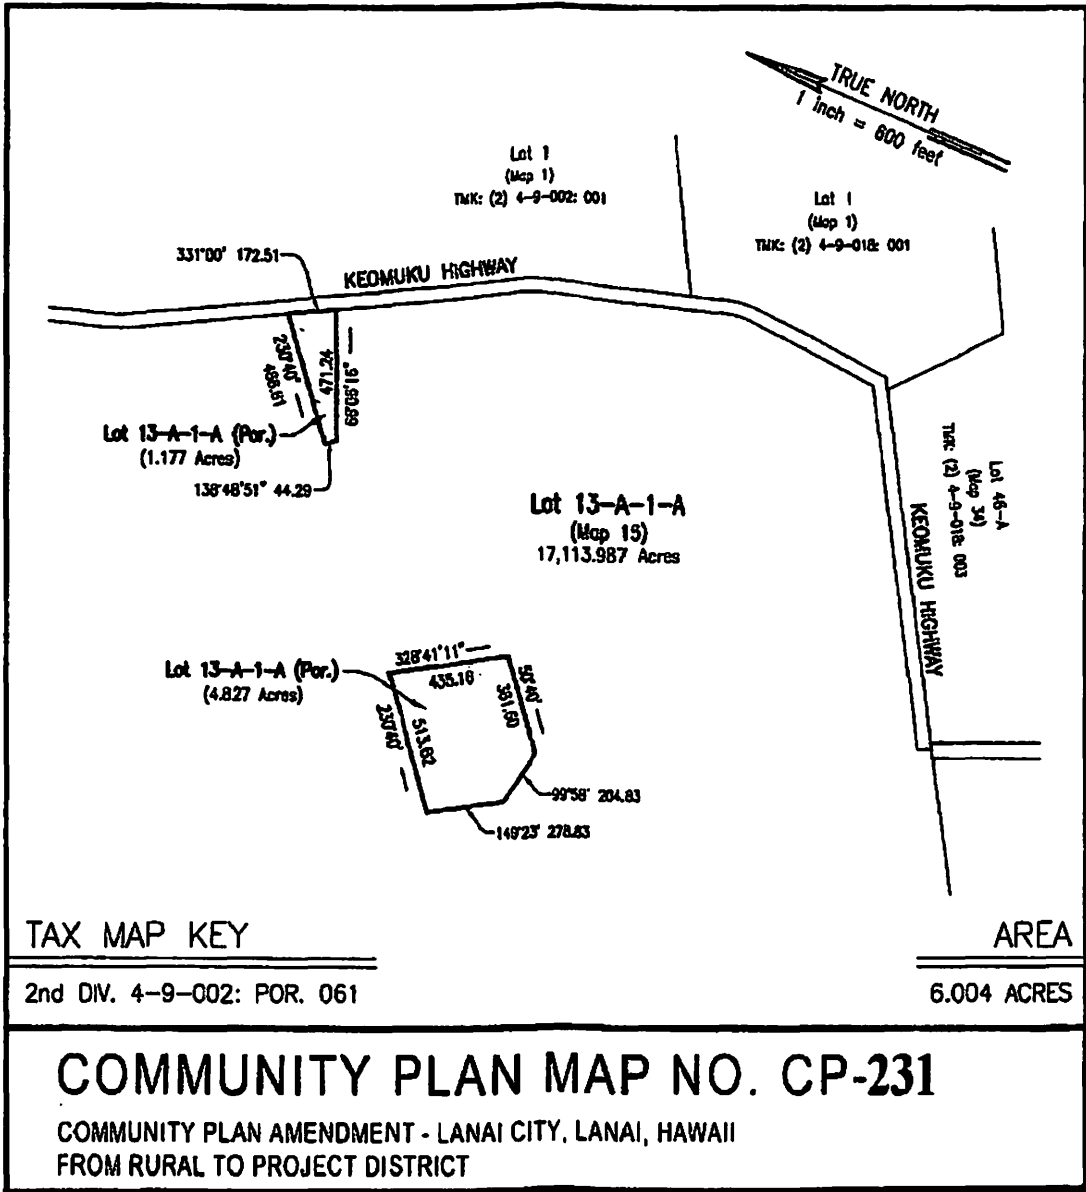 TRUE NORTH
1 inch = 600 feet
Lot 1
(Map 1)
TMK: (2) 4-9-002: 001
Lot 1
(Map 1)
TMK: (2) 4-9-018: 001
331°00' 172.51
KEOMUKU HIGHWAY
230°40'
471.24
Lot 13-A-1-A (Por.)
(1.177 Acres)
138°48'51" 44.29
Lot 13-A-1-A
(Map 15)
17,113.987 Acres
Lot 46-A
(Map 34)
TMK: (2) 4-9-018: 003
KEOMUKU HIGHWAY
328°41'11"
435.16
Lot 13-A-1-A (Por.)
(4.827 Acres)
50°40'
351.60
230°40'
513.62
99°58' 204.83
149°23' 278.83
TAX MAP KEY
AREA
2nd DIV. 4-9-002: POR. 061
6.004 ACRES
COMMUNITY PLAN MAP NO. CP-231
COMMUNITY PLAN AMENDMENT - LANAI CITY, LANAI, HAWAII
FROM RURAL TO PROJECT DISTRICT